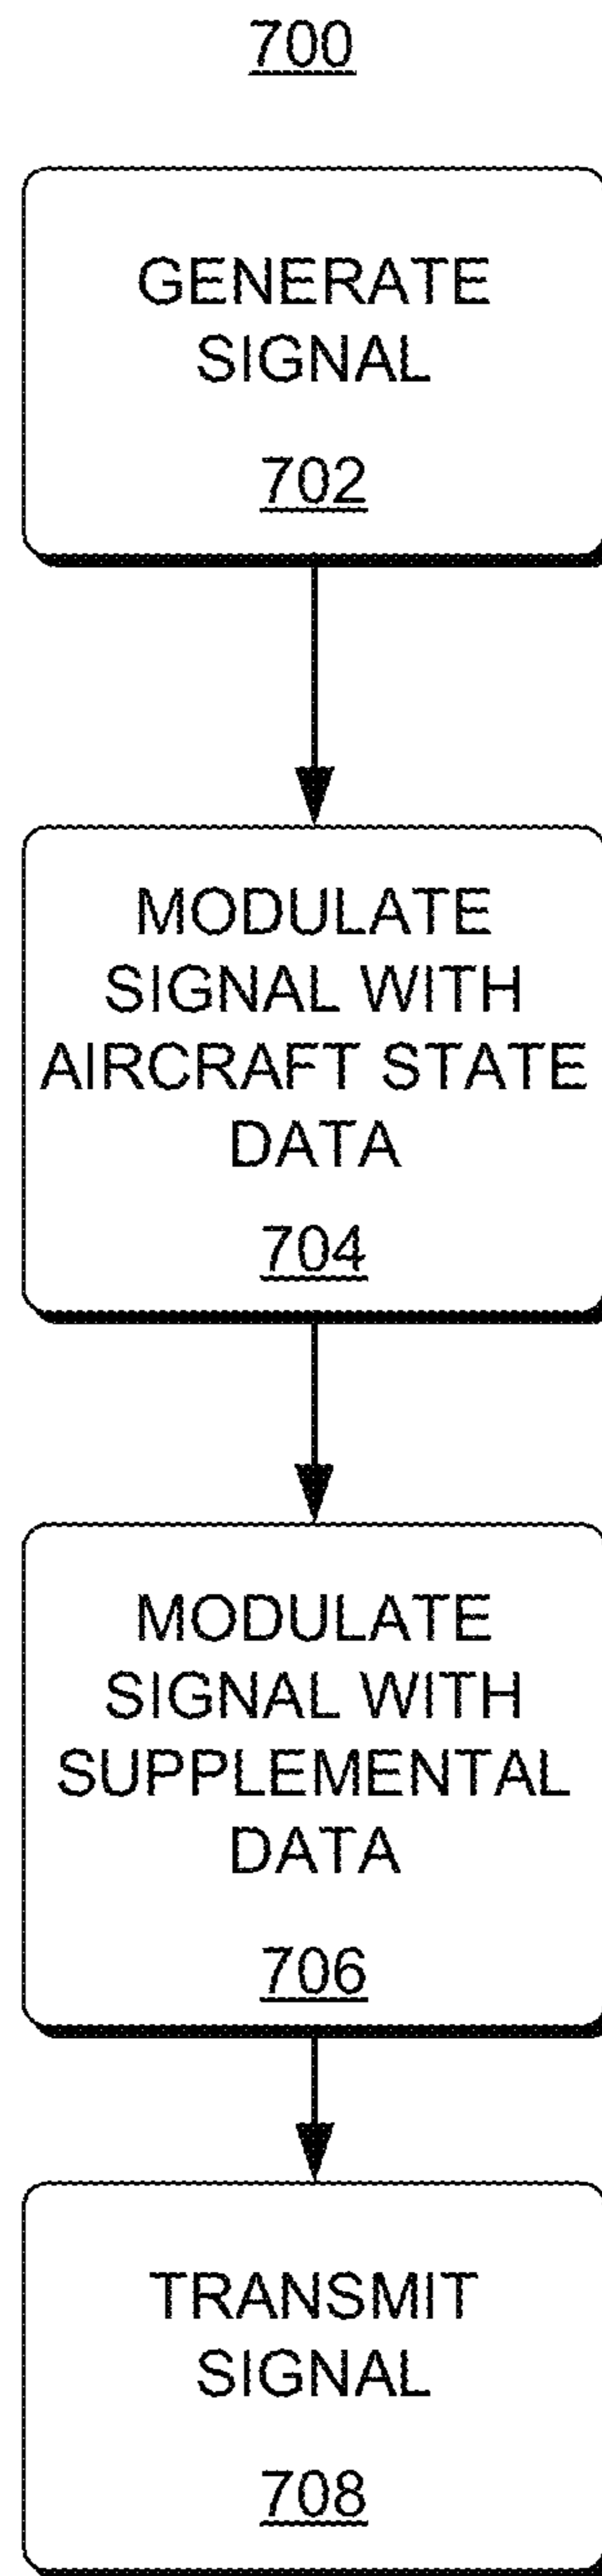 700
GENERATE
SIGNAL
702
MODULATE
SIGNAL WITH
AIRCRAFT STATE
DATA
704
MODULATE
SIGNAL WITH
SUPPLEMENTAL
DATA
706
TRANSMIT
SIGNAL
708